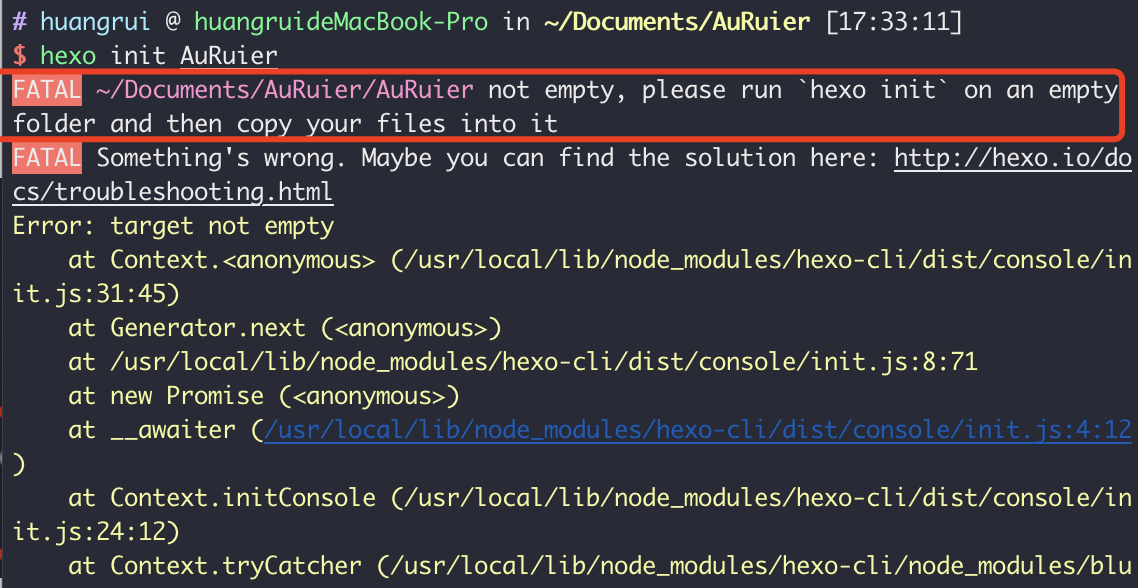 # huangrui @ huangruideMacBook-Pro in ~/Documents/AuRuier [17:33:11]
$ hexo init AuRuier
FATAL ~/Documents/AuRuier/AuRuier not empty, please run `hexo init` on an empty
folder and then copy your files into it
FATAL Something's wrong. Maybe you can find the solution here: http://hexo.io/do
cs/troubleshooting.html
Error: target not empty
    at Context.<anonymous> (/usr/local/lib/node_modules/hexo-cli/dist/console/in
it.js:31:45)
    at Generator.next (<anonymous>)
    at /usr/local/lib/node_modules/hexo-cli/dist/console/init.js:8:71
    at new Promise (<anonymous>)
    at __awaiter (/usr/local/lib/node_modules/hexo-cli/dist/console/init.js:4:12
)
    at Context.initConsole (/usr/local/lib/node_modules/hexo-cli/dist/console/in
it.js:24:12)
    at Context.tryCatcher (/usr/local/lib/node_modules/hexo-cli/node_modules/blu